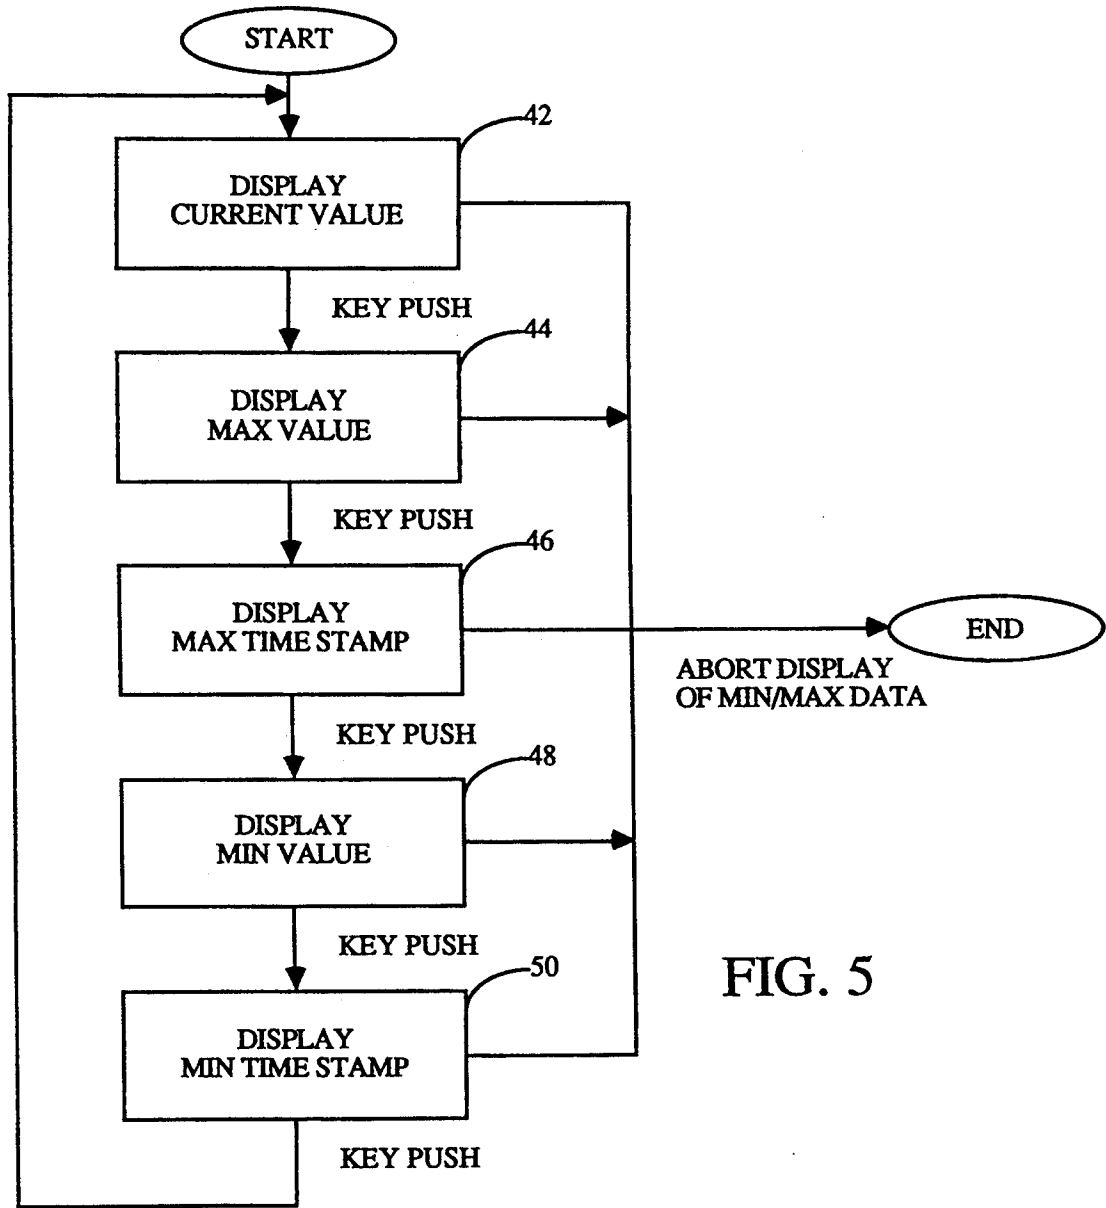 START
42
DISPLAY
CURRENT VALUE
KEY PUSH
44
DISPLAY
MAX VALUE
KEY PUSH
46
DISPLAY
MAX TIME STAMP
END
ABORT DISPLAY
OF MIN/MAX DATA
KEY PUSH
48
DISPLAY
MIN VALUE
KEY PUSH
50
DISPLAY
MIN TIME STAMP
FIG. 5
KEY PUSH